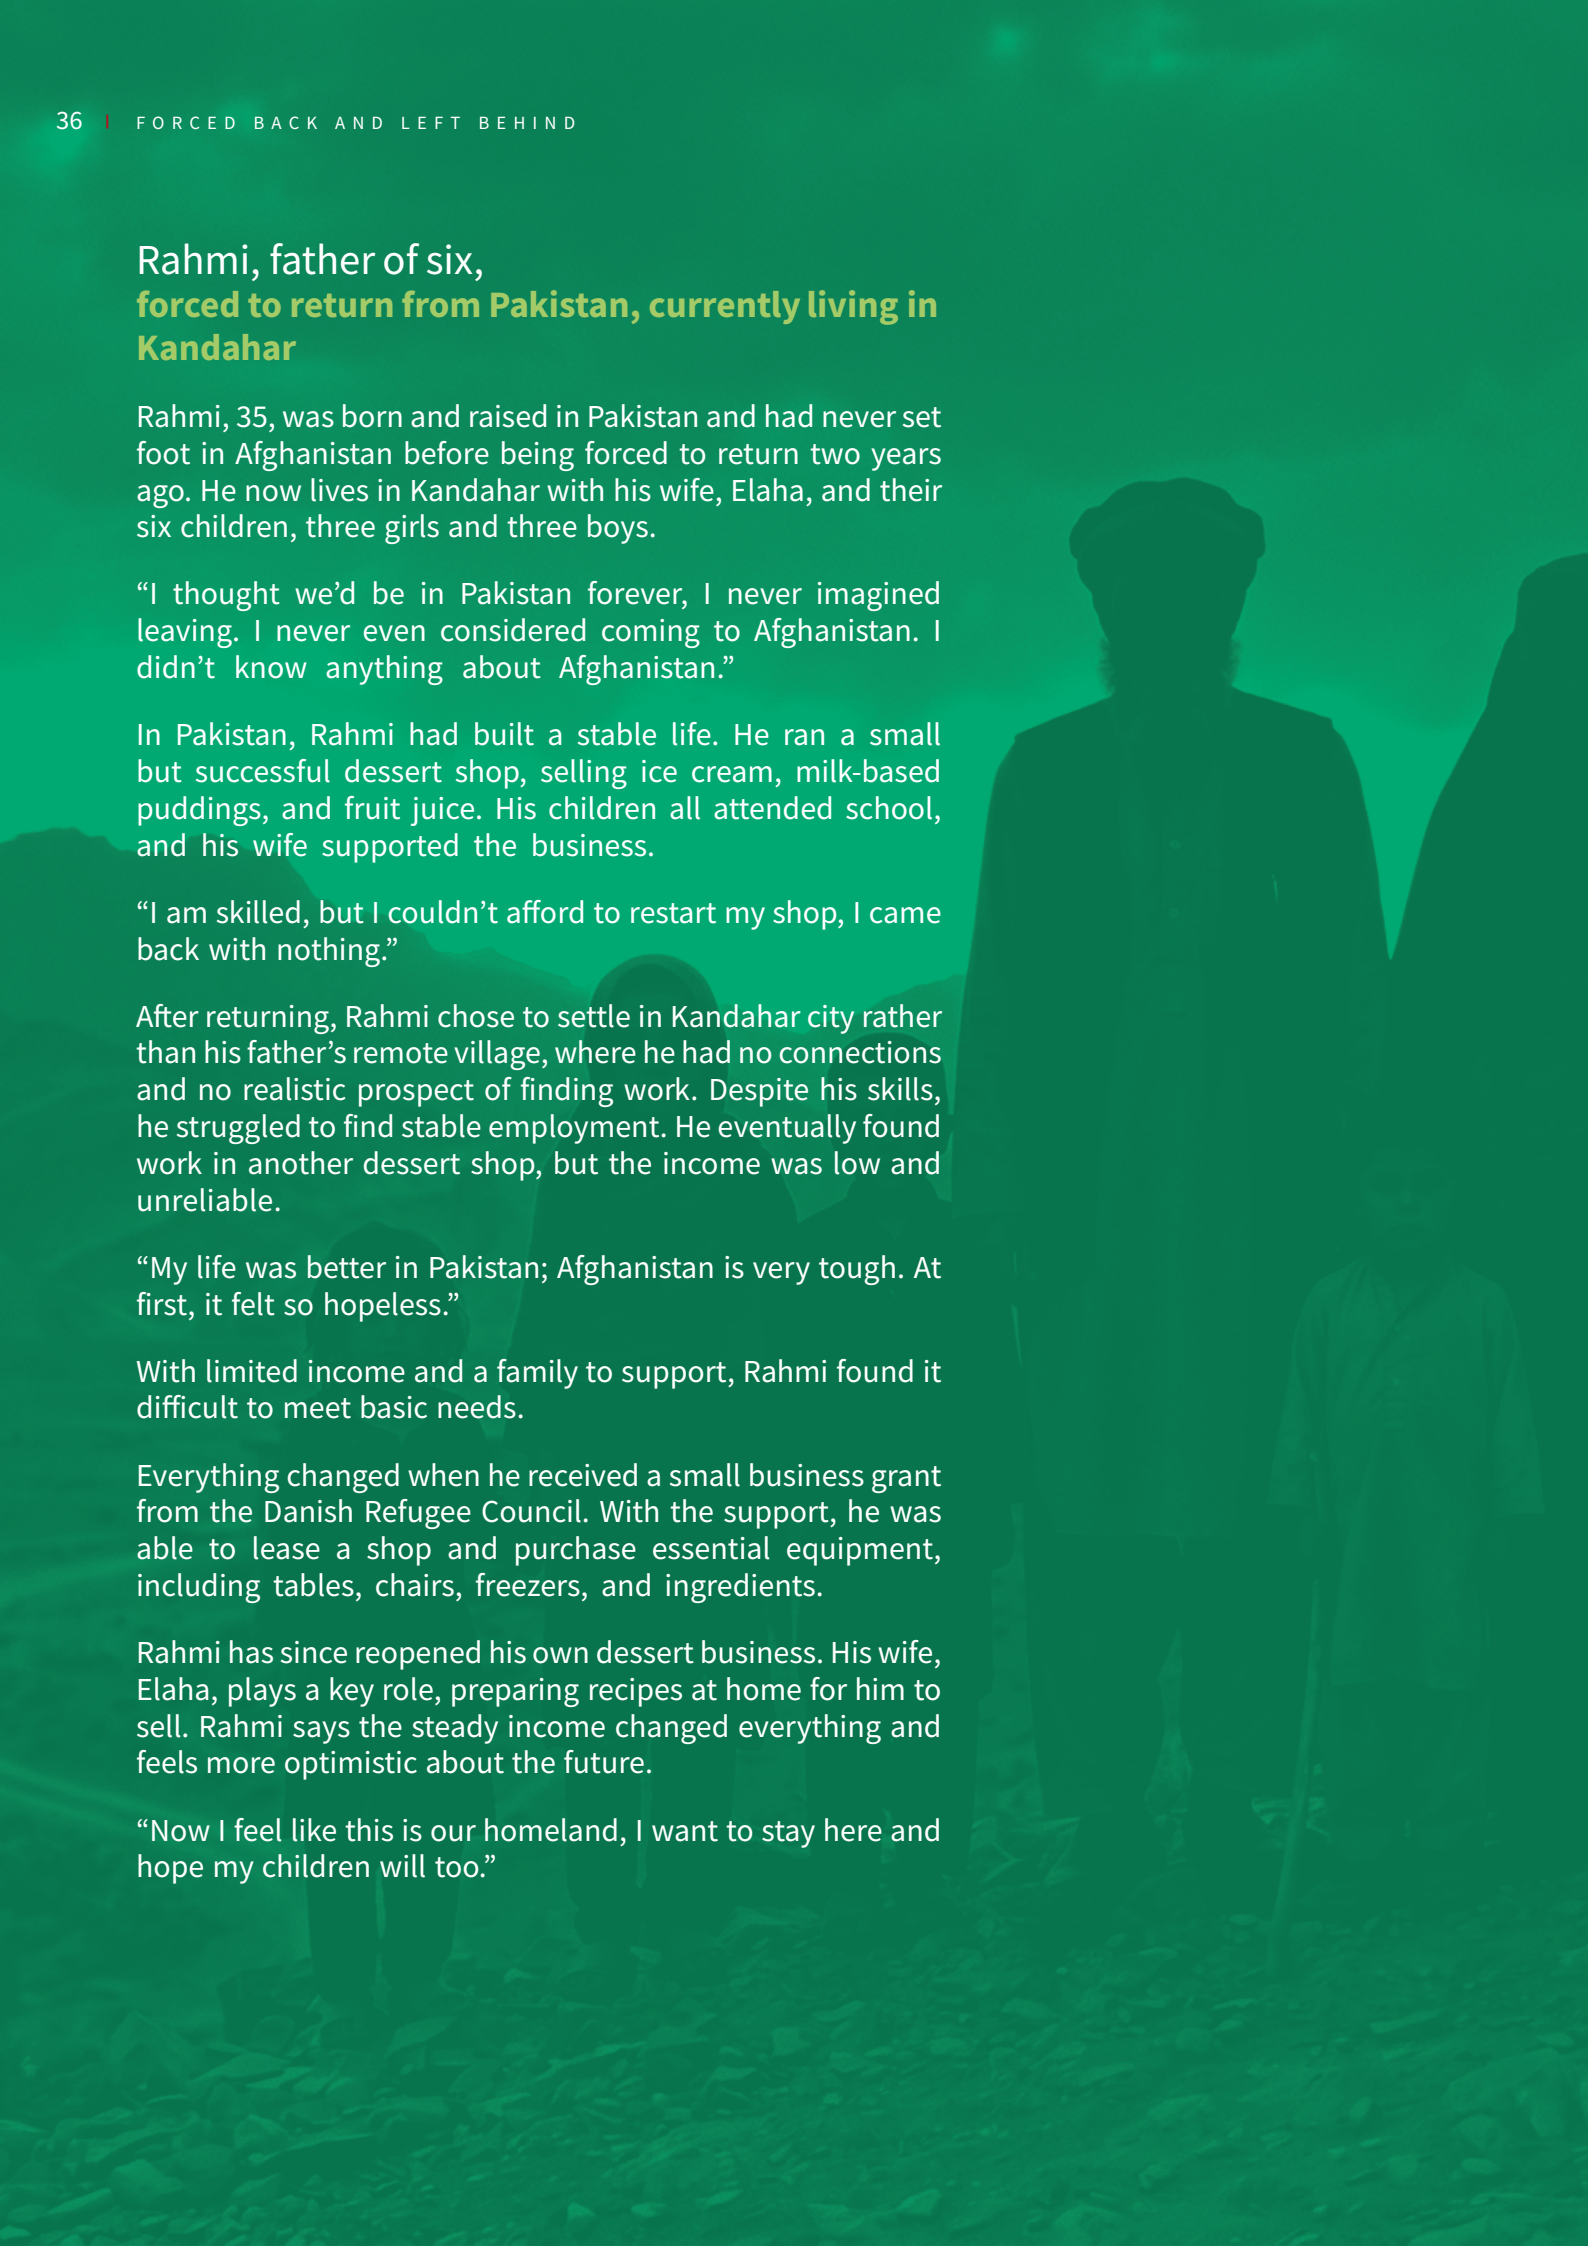 36 | FORCED BACK AND LEFT BEHIND
Rahmi, father of six,
forced to return from Pakistan, currently living in
Kandahar
Rahmi, 35, was born and raised in Pakistan and had never set
foot in Afghanistan before being forced to return two years
ago. He now lives in Kandahar with his wife, Elaha, and their
six children, three girls and three boys.
“I thought we’d be in Pakistan forever, I never imagined
leaving. I never even considered coming to Afghanistan. I
didn’t know anything about Afghanistan.”
In Pakistan, Rahmi had built a stable life. He ran a small
but successful dessert shop, selling ice cream, milk-based
puddings, and fruit juice. His children all attended school,
and his wife supported the business.
“I am skilled, but I couldn’t afford to restart my shop, I came
back with nothing.”
After returning, Rahmi chose to settle in Kandahar city rather
than his father’s remote village, where he had no connections
and no realistic prospect of finding work. Despite his skills,
he struggled to find stable employment. He eventually found
work in another dessert shop, but the income was low and
unreliable.
“My life was better in Pakistan; Afghanistan is very tough. At
first, it felt so hopeless.”
With limited income and a family to support, Rahmi found it
difficult to meet basic needs.
Everything changed when he received a small business grant
from the Danish Refugee Council. With the support, he was
able to lease a shop and purchase essential equipment,
including tables, chairs, freezers, and ingredients.
Rahmi has since reopened his own dessert business. His wife,
Elaha, plays a key role, preparing recipes at home for him to
sell. Rahmi says the steady income changed everything and
feels more optimistic about the future.
“Now I feel like this is our homeland, I want to stay here and
hope my children will too.”